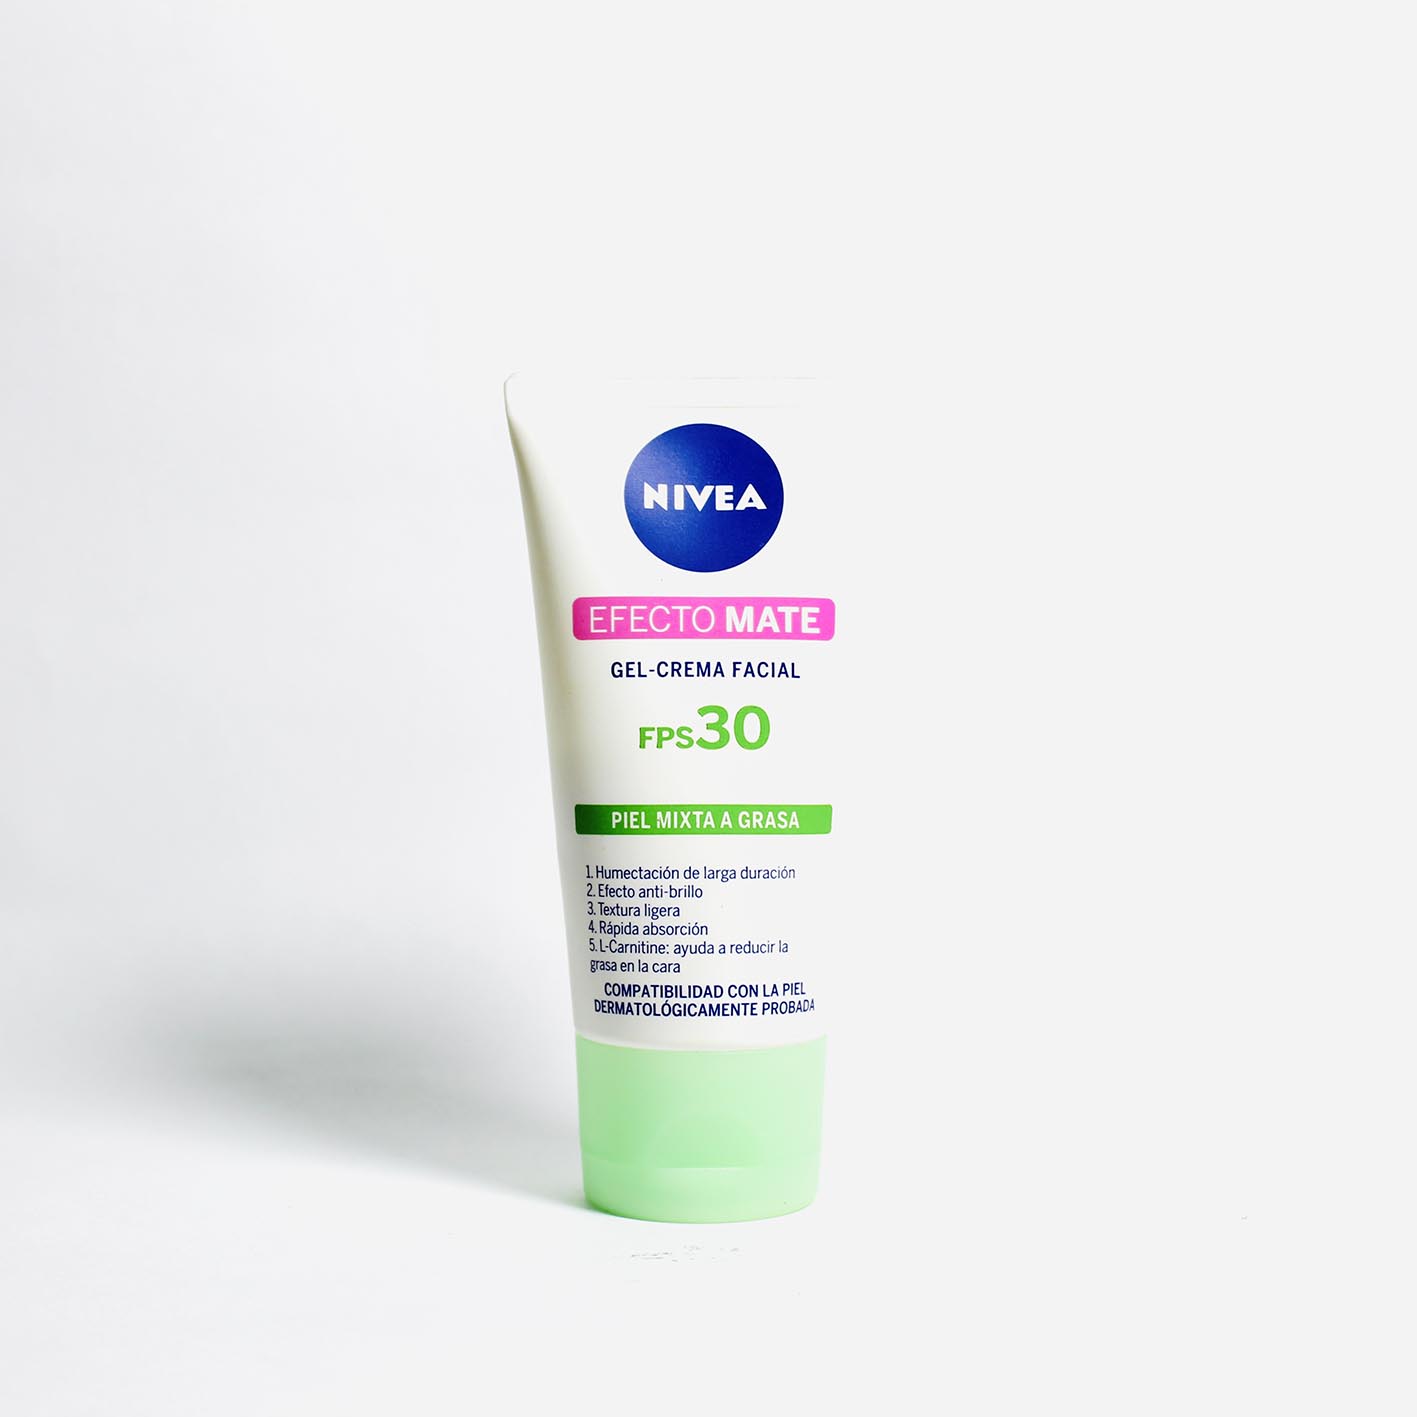 NIVEA
EFECTO MATE
GEL-CREMA FACIAL
FPS30
PIEL MIXTA A GRASA
1. Humectación de larga duración
2. Efecto anti-brillo
3. Textura ligera
4. Rápida absorción
5. L-Carnitine: ayuda a reducir la
grasa en la cara
COMPATIBILIDAD CON LA PIEL
DERMATOLÓGICAMENTE PROBADA